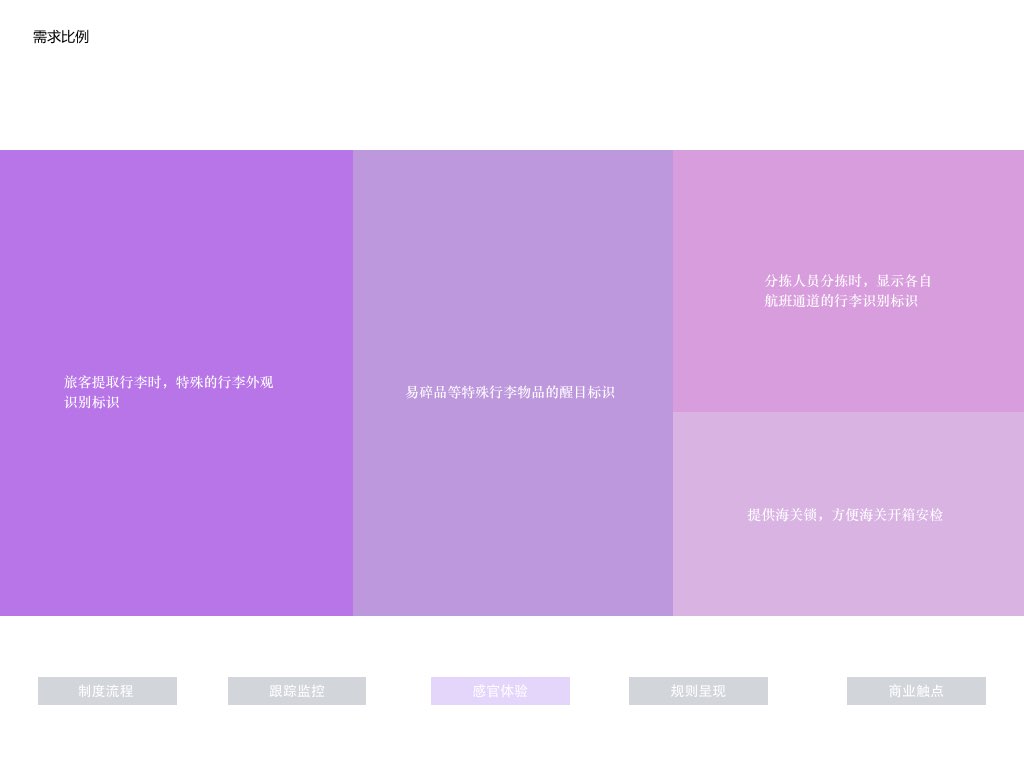 需求比例
旅客提取行李时，特殊的行李外观
识别标识
易碎品等特殊行李物品的醒目标识
分拣人员分拣时，显示各自
航班通道的行李识别标识
提供海关锁，方便海关开箱安检
制度流程
跟踪监控
感官体验
规则呈现
商业触点